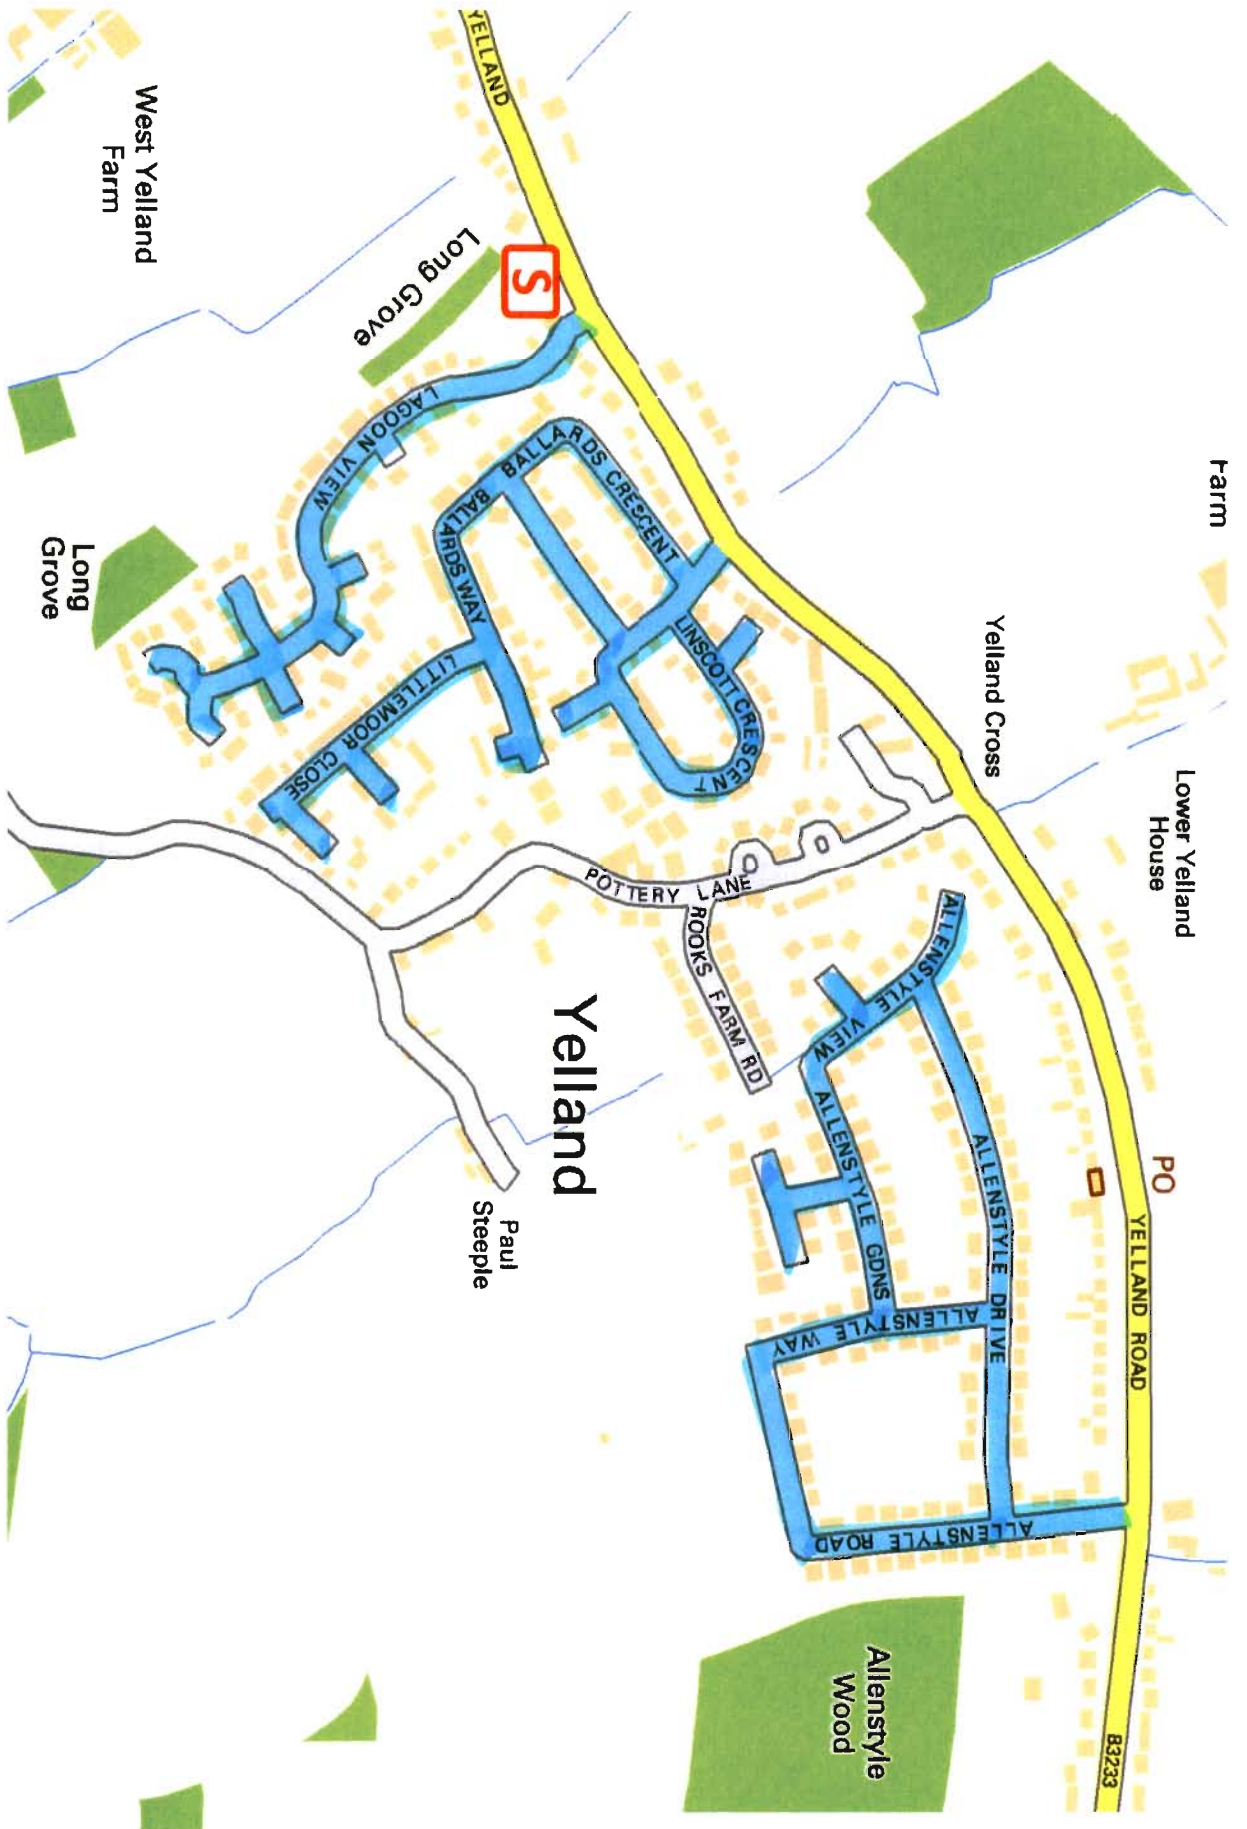 YELLAND
West Yelland
Farm
Long Grove
S
LAGOON VIEW
BALLARDS CRESCENT
BALLARDS WAY
LINSCOTT CRESCENT
LITTLEMOOR CLOSE
Long
Grove
Farm
Yelland Cross
Lower Yelland
House
POTTERY LANE
ROOKS FARM RD
ALLENSTYLE VIEW
ALLENSTYLE GDNS
ALLENSTYLE DRIVE
ALLENSTYLE WAY
ALLENSTYLE ROAD
Yelland
Paul
Steeple
PO
YELLAND ROAD
Allenstyle
Wood
B3233